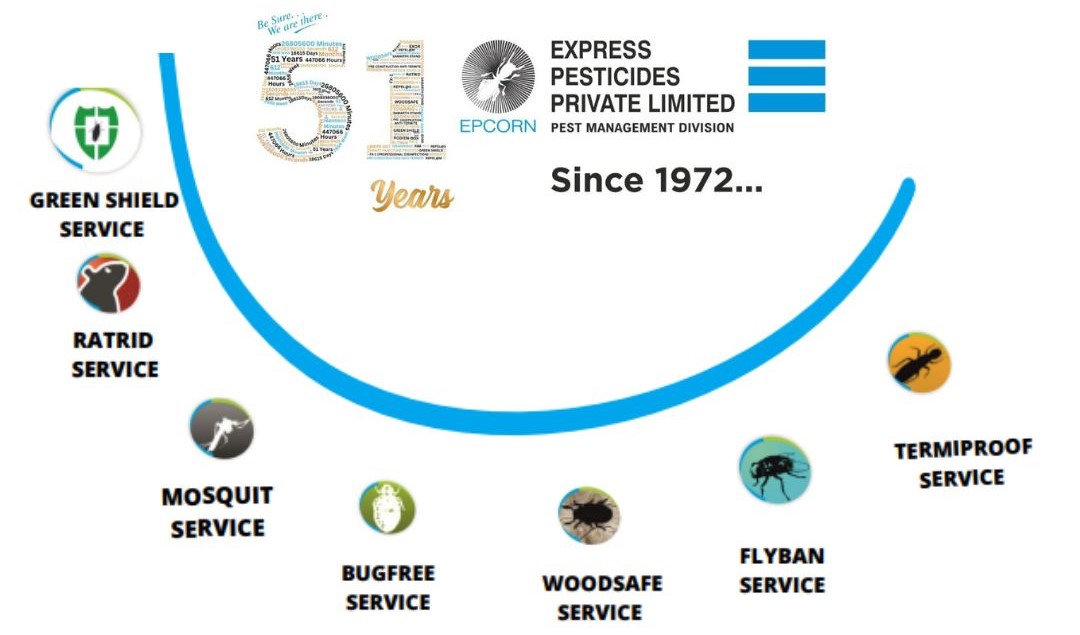 Be Sure. . .
We are there -
51
Years
EPCORN
EXPRESS
PESTICIDES
PRIVATE LIMITED
PEST MANAGEMENT DIVISION
Since 1972...
GREEN SHIELD
SERVICE
RATRID
SERVICE
MOSQUIT
SERVICE
BUGFREE
SERVICE
WOODSAFE
SERVICE
FLYBAN
SERVICE
TERMIPROOF
SERVICE